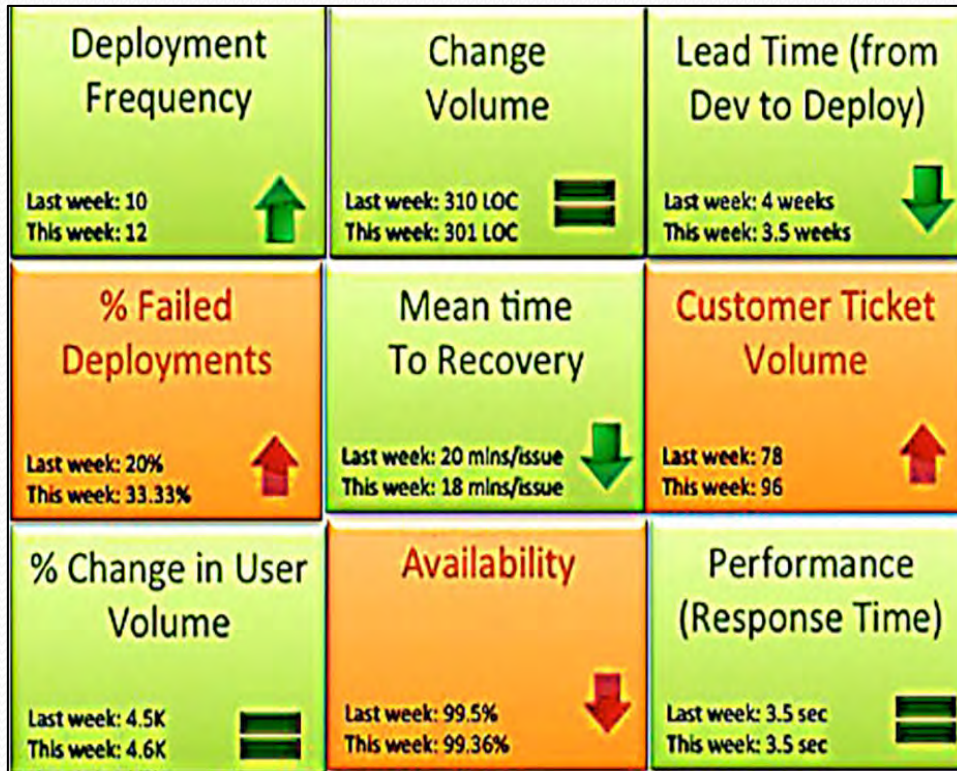 Deployment
Frequency
Last week: 10
This week: 12
Change
Volume
Last week: 310 LOC
This week: 301 LOC
Lead Time (from
Dev to Deploy)
Last week: 4 weeks
This week: 3.5 weeks
% Failed
Deployments
Last week: 20%
This week: 33.33%
Mean time
To Recovery
Last week: 20 mins/issue
This week: 18 mins/issue
Customer Ticket
Volume
Last week: 78
This week: 96
% Change in User
Volume
Last week: 4.5K
This week: 4.6K
Availability
Last week: 99.5%
This week: 99.36%
Performance
(Response Time)
Last week: 3.5 sec
This week: 3.5 sec